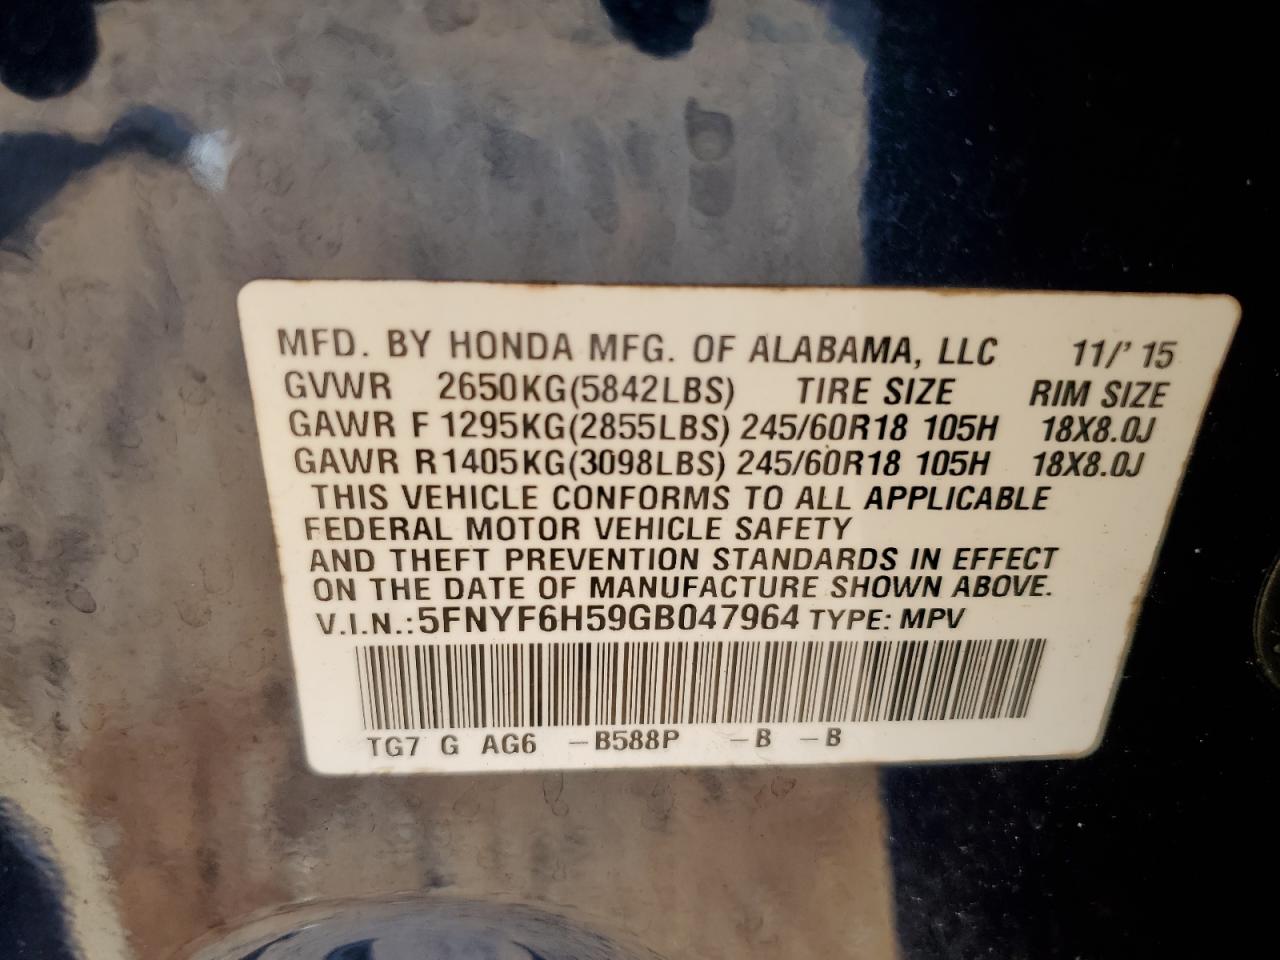 MFD. BY HONDA MFG. OF ALABAMA, LLC 11/' 15
GVWR 2650KG(5842LBS) TIRE SIZE RIM SIZE
GAWR F 1295KG(2855LBS) 245/60R18 105H 18X8.0J
GAWR R1405KG(3098LBS) 245/60R18 105H 18X8.0J
THIS VEHICLE CONFORMS TO ALL APPLICABLE
FEDERAL MOTOR VEHICLE SAFETY
AND THEFT PREVENTION STANDARDS IN EFFECT
ON THE DATE OF MANUFACTURE SHOWN ABOVE.
V.I.N.:5FNYF6H59GB047964 TYPE: MPV
TG7 G AG6 -B588P -B -B